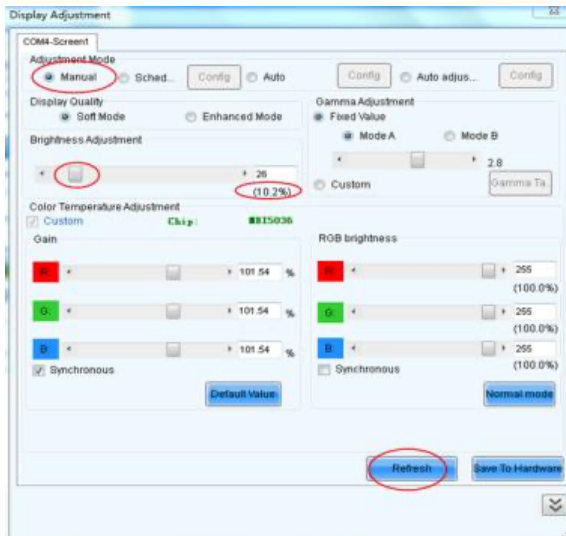 Display Adjustment
COM4-Screen1
Adjustment Mode
Manual Sched... Config Auto Config Auto adjus... Config
Display Quality
Soft Mode Enhanced Mode
Gamma Adjustment
Fixed Value
Mode A Mode B
2.8
Custom Gamma Ta...
Brightness Adjustment
26
(10.2%)
Color Temperature Adjustment
Custom Chip: MBI5036
Gain
R: 101.54 %
G: 101.54 %
B: 101.54 %
Synchronous
Default Value
RGB brightness
R: 255
(100.0%)
G: 255
(100.0%)
B: 255
(100.0%)
Synchronous
Normal mode
Refresh Save To Hardware